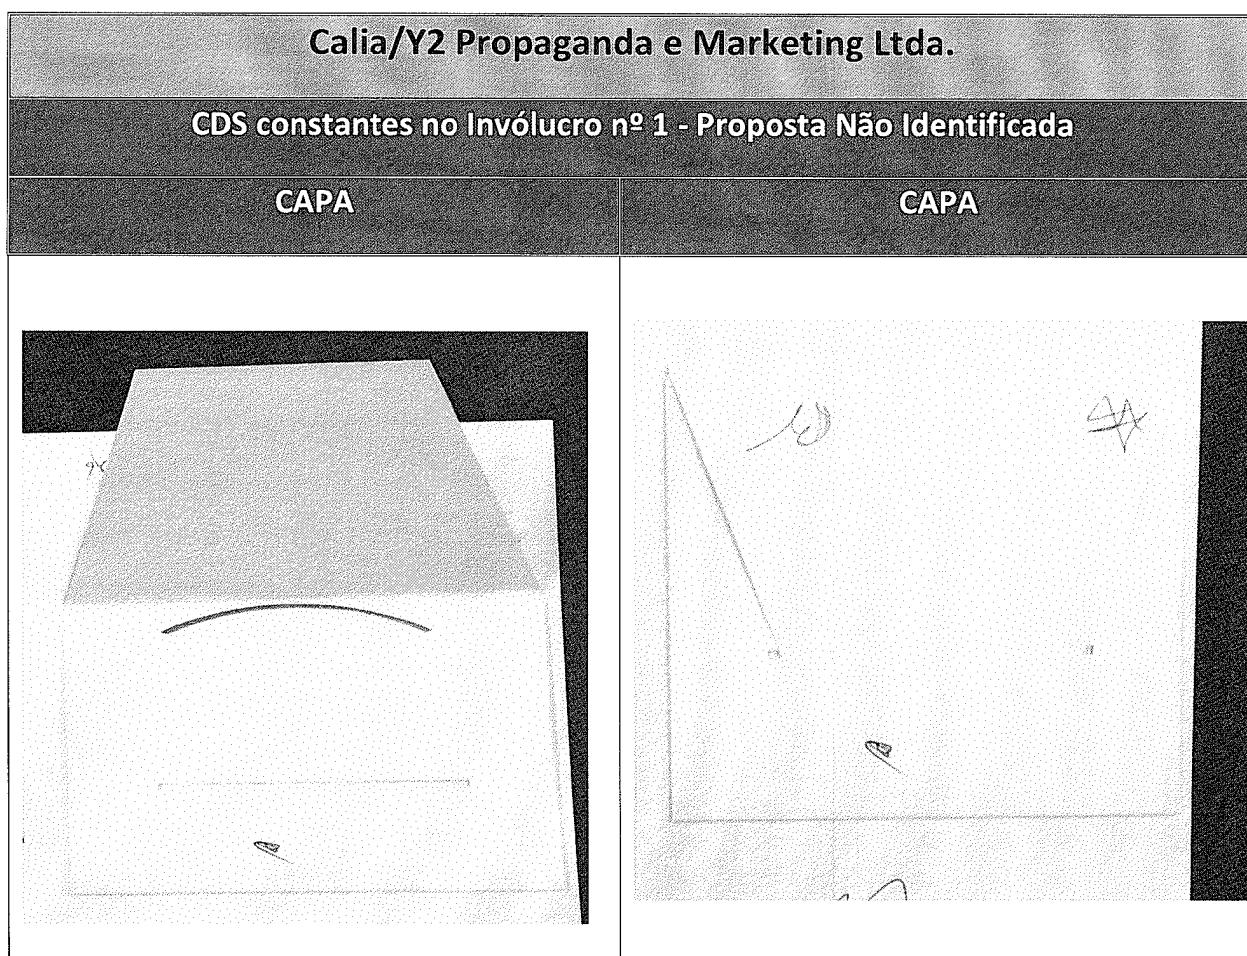 Calia/Y2 Propaganda e Marketing Ltda.
CDS constantes no Invólucro nº 1 - Proposta Não Identificada
CAPA
CAPA